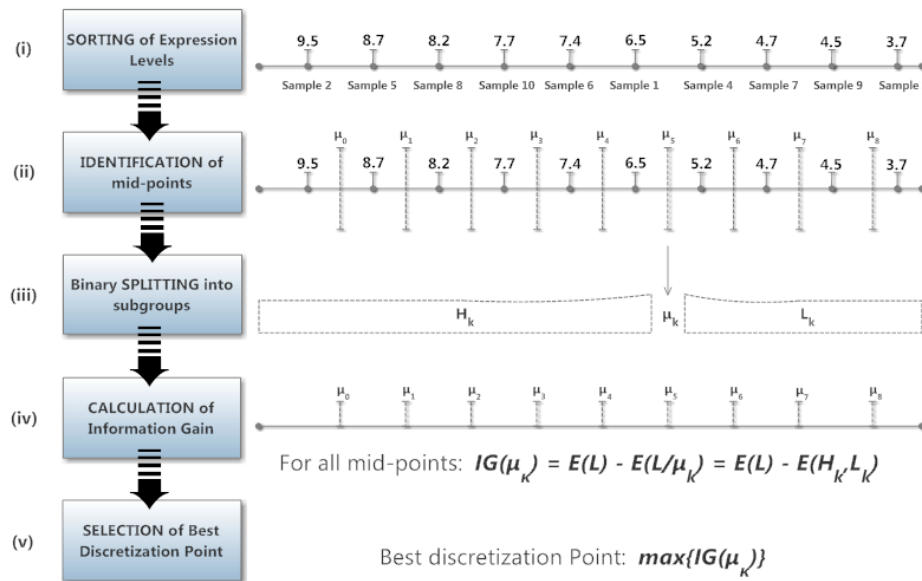 (i)
SORTING of Expression
Levels
9.5 8.7 8.2 7.7 7.4 6.5 5.2 4.7 4.5 3.7
Sample 2 Sample 5 Sample 8 Sample 10 Sample 6 Sample 1 Sample 4 Sample 7 Sample 9 Sample
(ii)
IDENTIFICATION of
mid-points
μ₀ μ₁ μ₂ μ₃ μ₄ μ₅ μ₆ μ₇ μ₈
9.5 8.7 8.2 7.7 7.4 6.5 5.2 4.7 4.5 3.7
(iii)
Binary SPLITTING into
subgroups
Hₖ μₖ Lₖ
(iv)
CALCULATION of
Information Gain
μ₀ μ₁ μ₂ μ₃ μ₄ μ₅ μ₆ μ₇ μ₈
For all mid-points: IG(μₖ) = E(L) - E(L/μₖ) = E(L) - E(Hₖ,Lₖ)
(v)
SELECTION of Best
Discretization Point
Best discretization Point: max{IG(μₖ)}